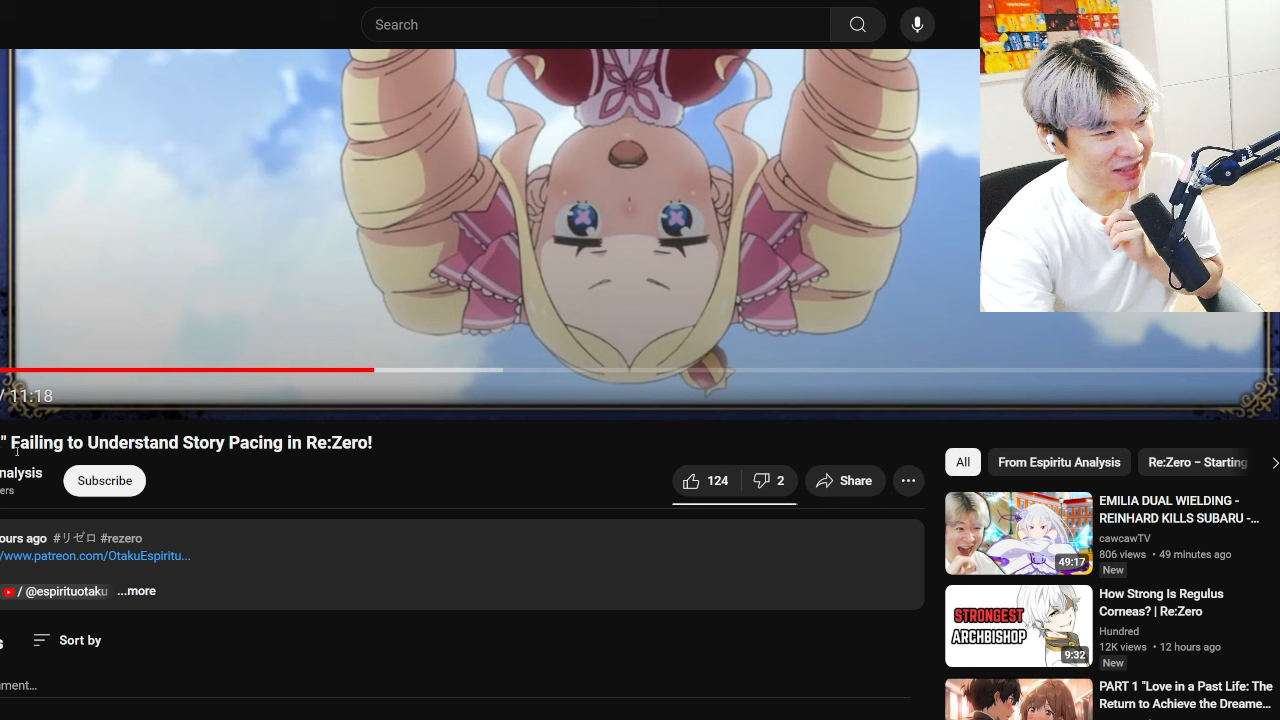 Search
/ 11:18
" Failing to Understand Story Pacing in Re:Zero!
nalysis
ers
Subscribe
124
2
Share
ours ago #リゼロ #rezero
/www.patreon.com/OtakuEspiritu...
/ @espirituotaku
...more
s
Sort by
mment...
All
From Espiritu Analysis
Re:Zero − Starting
EMILIA DUAL WIELDING -
REINHARD KILLS SUBARU -...
cawcawTV
806 views • 49 minutes ago
New
49:17
How Strong Is Regulus
Corneas? | Re:Zero
Hundred
12K views • 12 hours ago
New
STRONGEST
ARCHBISHOP
9:32
PART 1 "Love in a Past Life: The
Return to Achieve the Dreame...